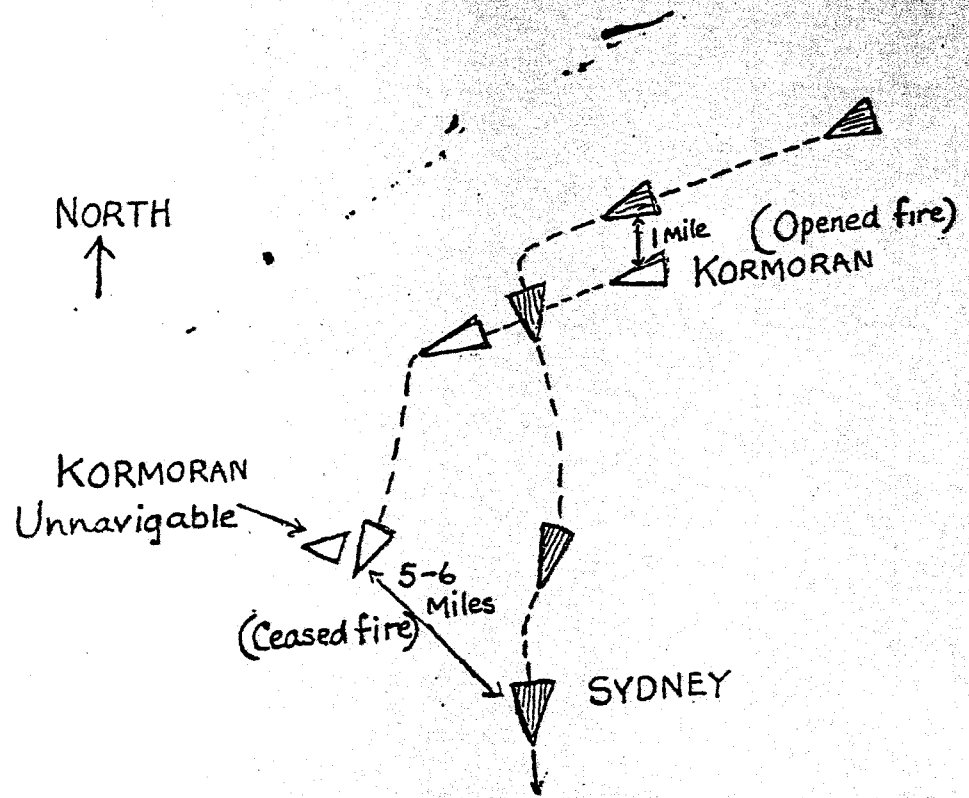 NORTH
1 Mile
(Opened fire)
KORMORAN
KORMORAN
Unnavigable
5-6
Miles
(Ceased fire)
SYDNEY